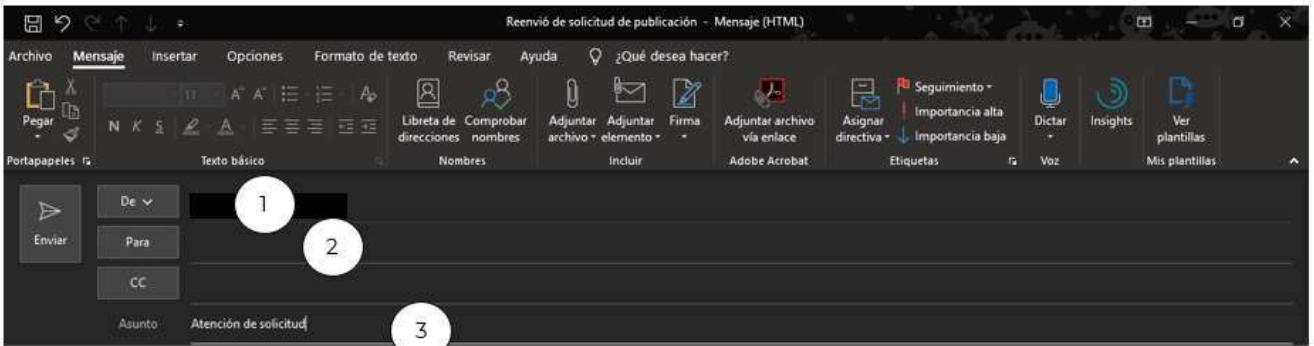 Reenvió de solicitud de publicación - Mensaje (HTML)
Archivo Mensaje Insertar Opciones Formato de texto Revisar Ayuda ¿Qué desea hacer?
Pegar
11 A A
N K S A
Libreta de direcciones
Comprobar nombres
Adjuntar archivo
Adjuntar elemento
Firma
Adjuntar archivo vía enlace
Asignar directiva
Seguimiento
Importancia alta
Importancia baja
Dictar
Insights
Ver plantillas
Portapapeles Texto básico Nombres Incluir Adobe Acrobat Etiquetas Voz Mis plantillas
Enviar
De
1
Para
2
CC
Asunto Atención de solicitud
3